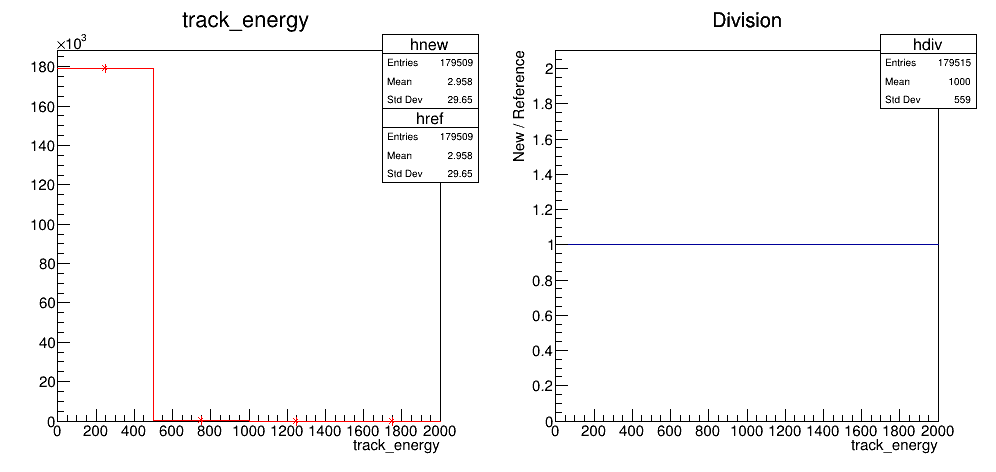 track_energy
×10³
hnew
Entries 179509
Mean 2.958
Std Dev 29.65
href
Entries 179509
Mean 2.958
Std Dev 29.65
180
160
140
120
100
80
60
40
20
0
0 200 400 600 800 1000 1200 1400 1600 1800 2000
track_energy
Division
hdiv
Entries 179515
Mean 1000
Std Dev 559
New / Reference
2
1.8
1.6
1.4
1.2
1
0.8
0.6
0.4
0.2
0
0 200 400 600 800 1000 1200 1400 1600 1800 2000
track_energy